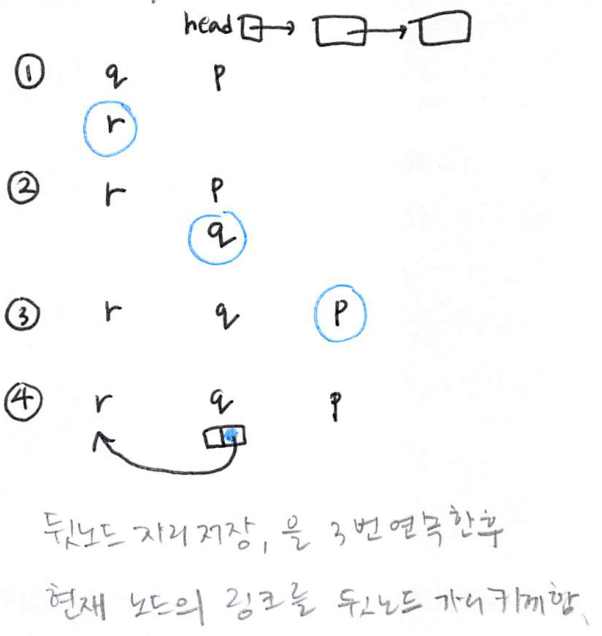 head
① q p
r
② r p
q
③ r q p
④ r q p
뒷노드 자리저장, 을 3번 연속한후
현재 노드의 링크를 뒷노드 가리키게함.